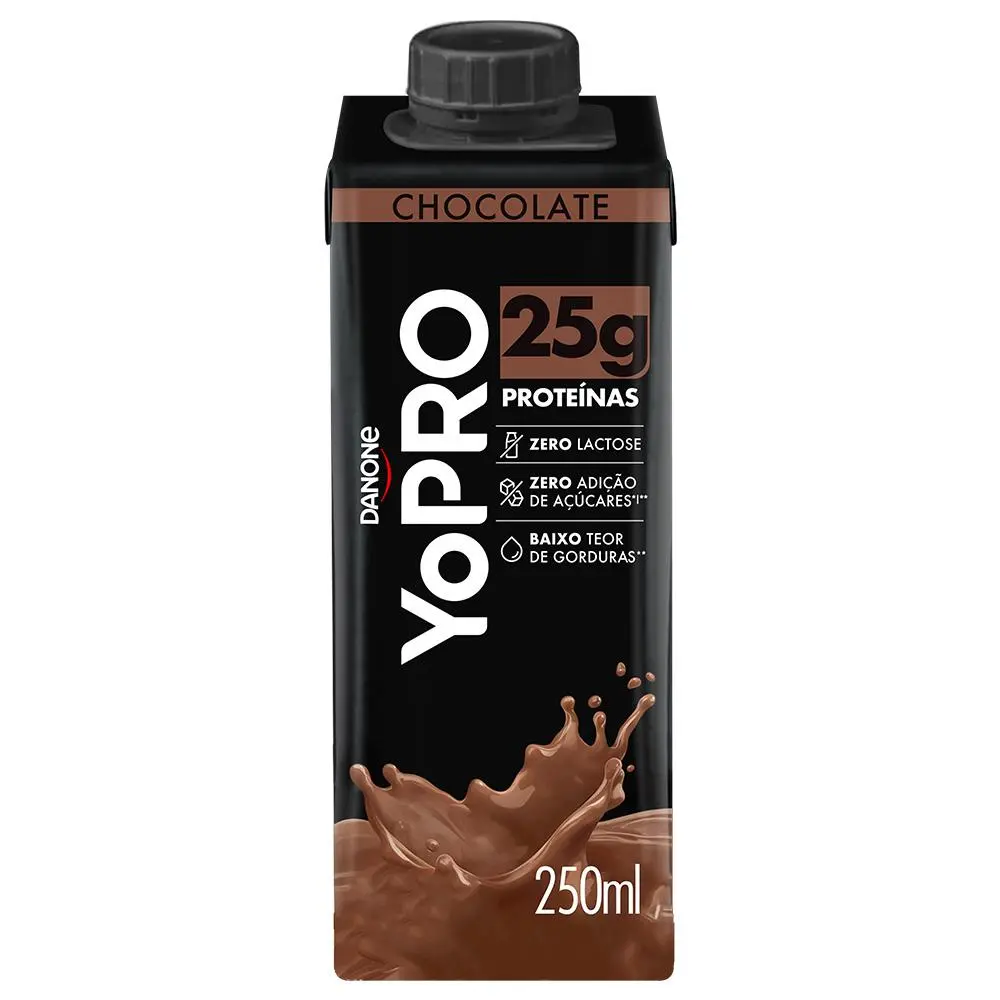 CHOCOLATE
DANONE
YoPRO
25g
PROTEÍNAS
ZERO LACTOSE
ZERO ADIÇÃO
DE AÇÚCARES*|**
BAIXO TEOR
DE GORDURAS**
250ml